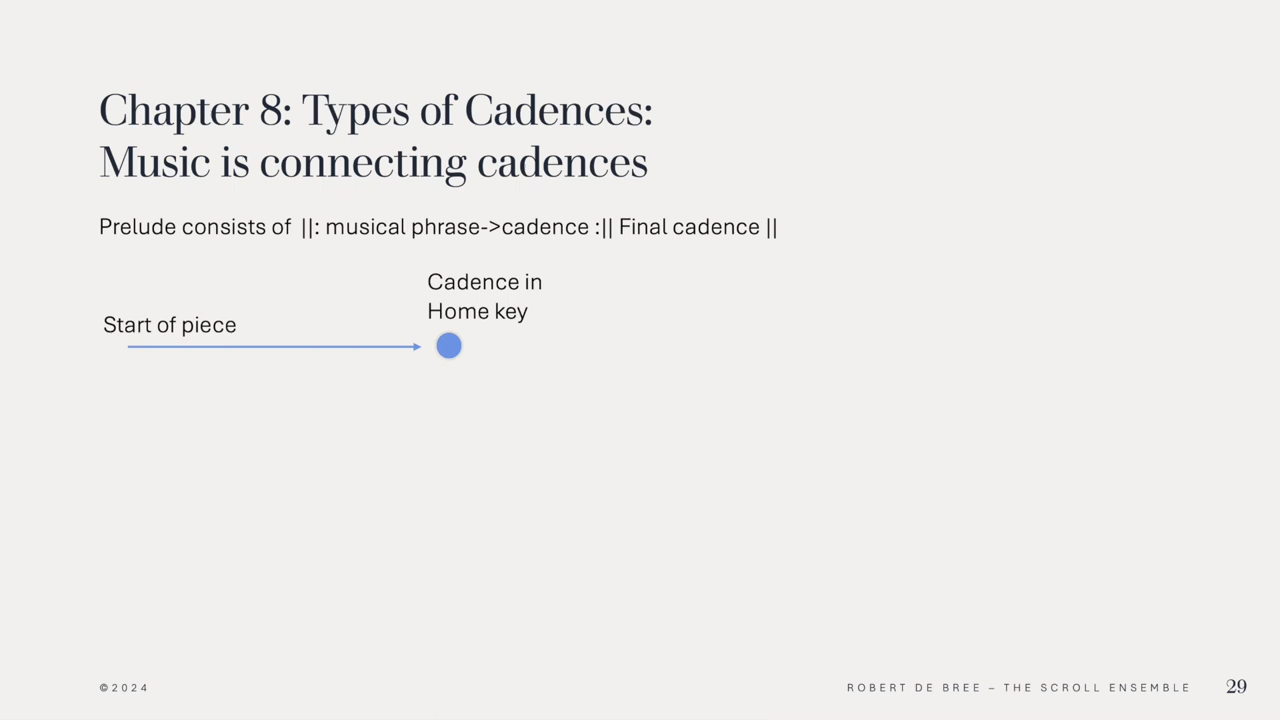 Chapter 8: Types of Cadences:
Music is connecting cadences
Prelude consists of ||: musical phrase->cadence :|| Final cadence ||
Cadence in
Home key
Start of piece
©2024
ROBERT DE BREE – THE SCROLL ENSEMBLE
29